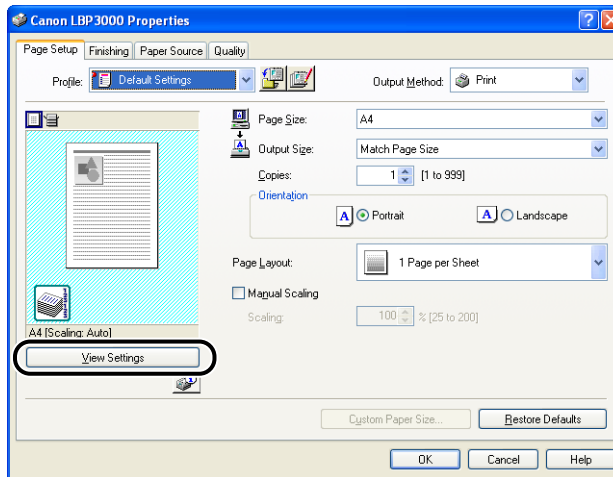 Canon LBP3000 Properties
Page Setup Finishing Paper Source Quality
Profile: Default Settings Output Method: Print
Page Size: A4
Output Size: Match Page Size
Copies: 1 [1 to 999]
Orientation
A Portrait A Landscape
Page Layout: 1 Page per Sheet
Manual Scaling
Scaling: 100 % [25 to 200]
A4 [Scaling: Auto]
View Settings
Custom Paper Size... Restore Defaults
OK Cancel Help